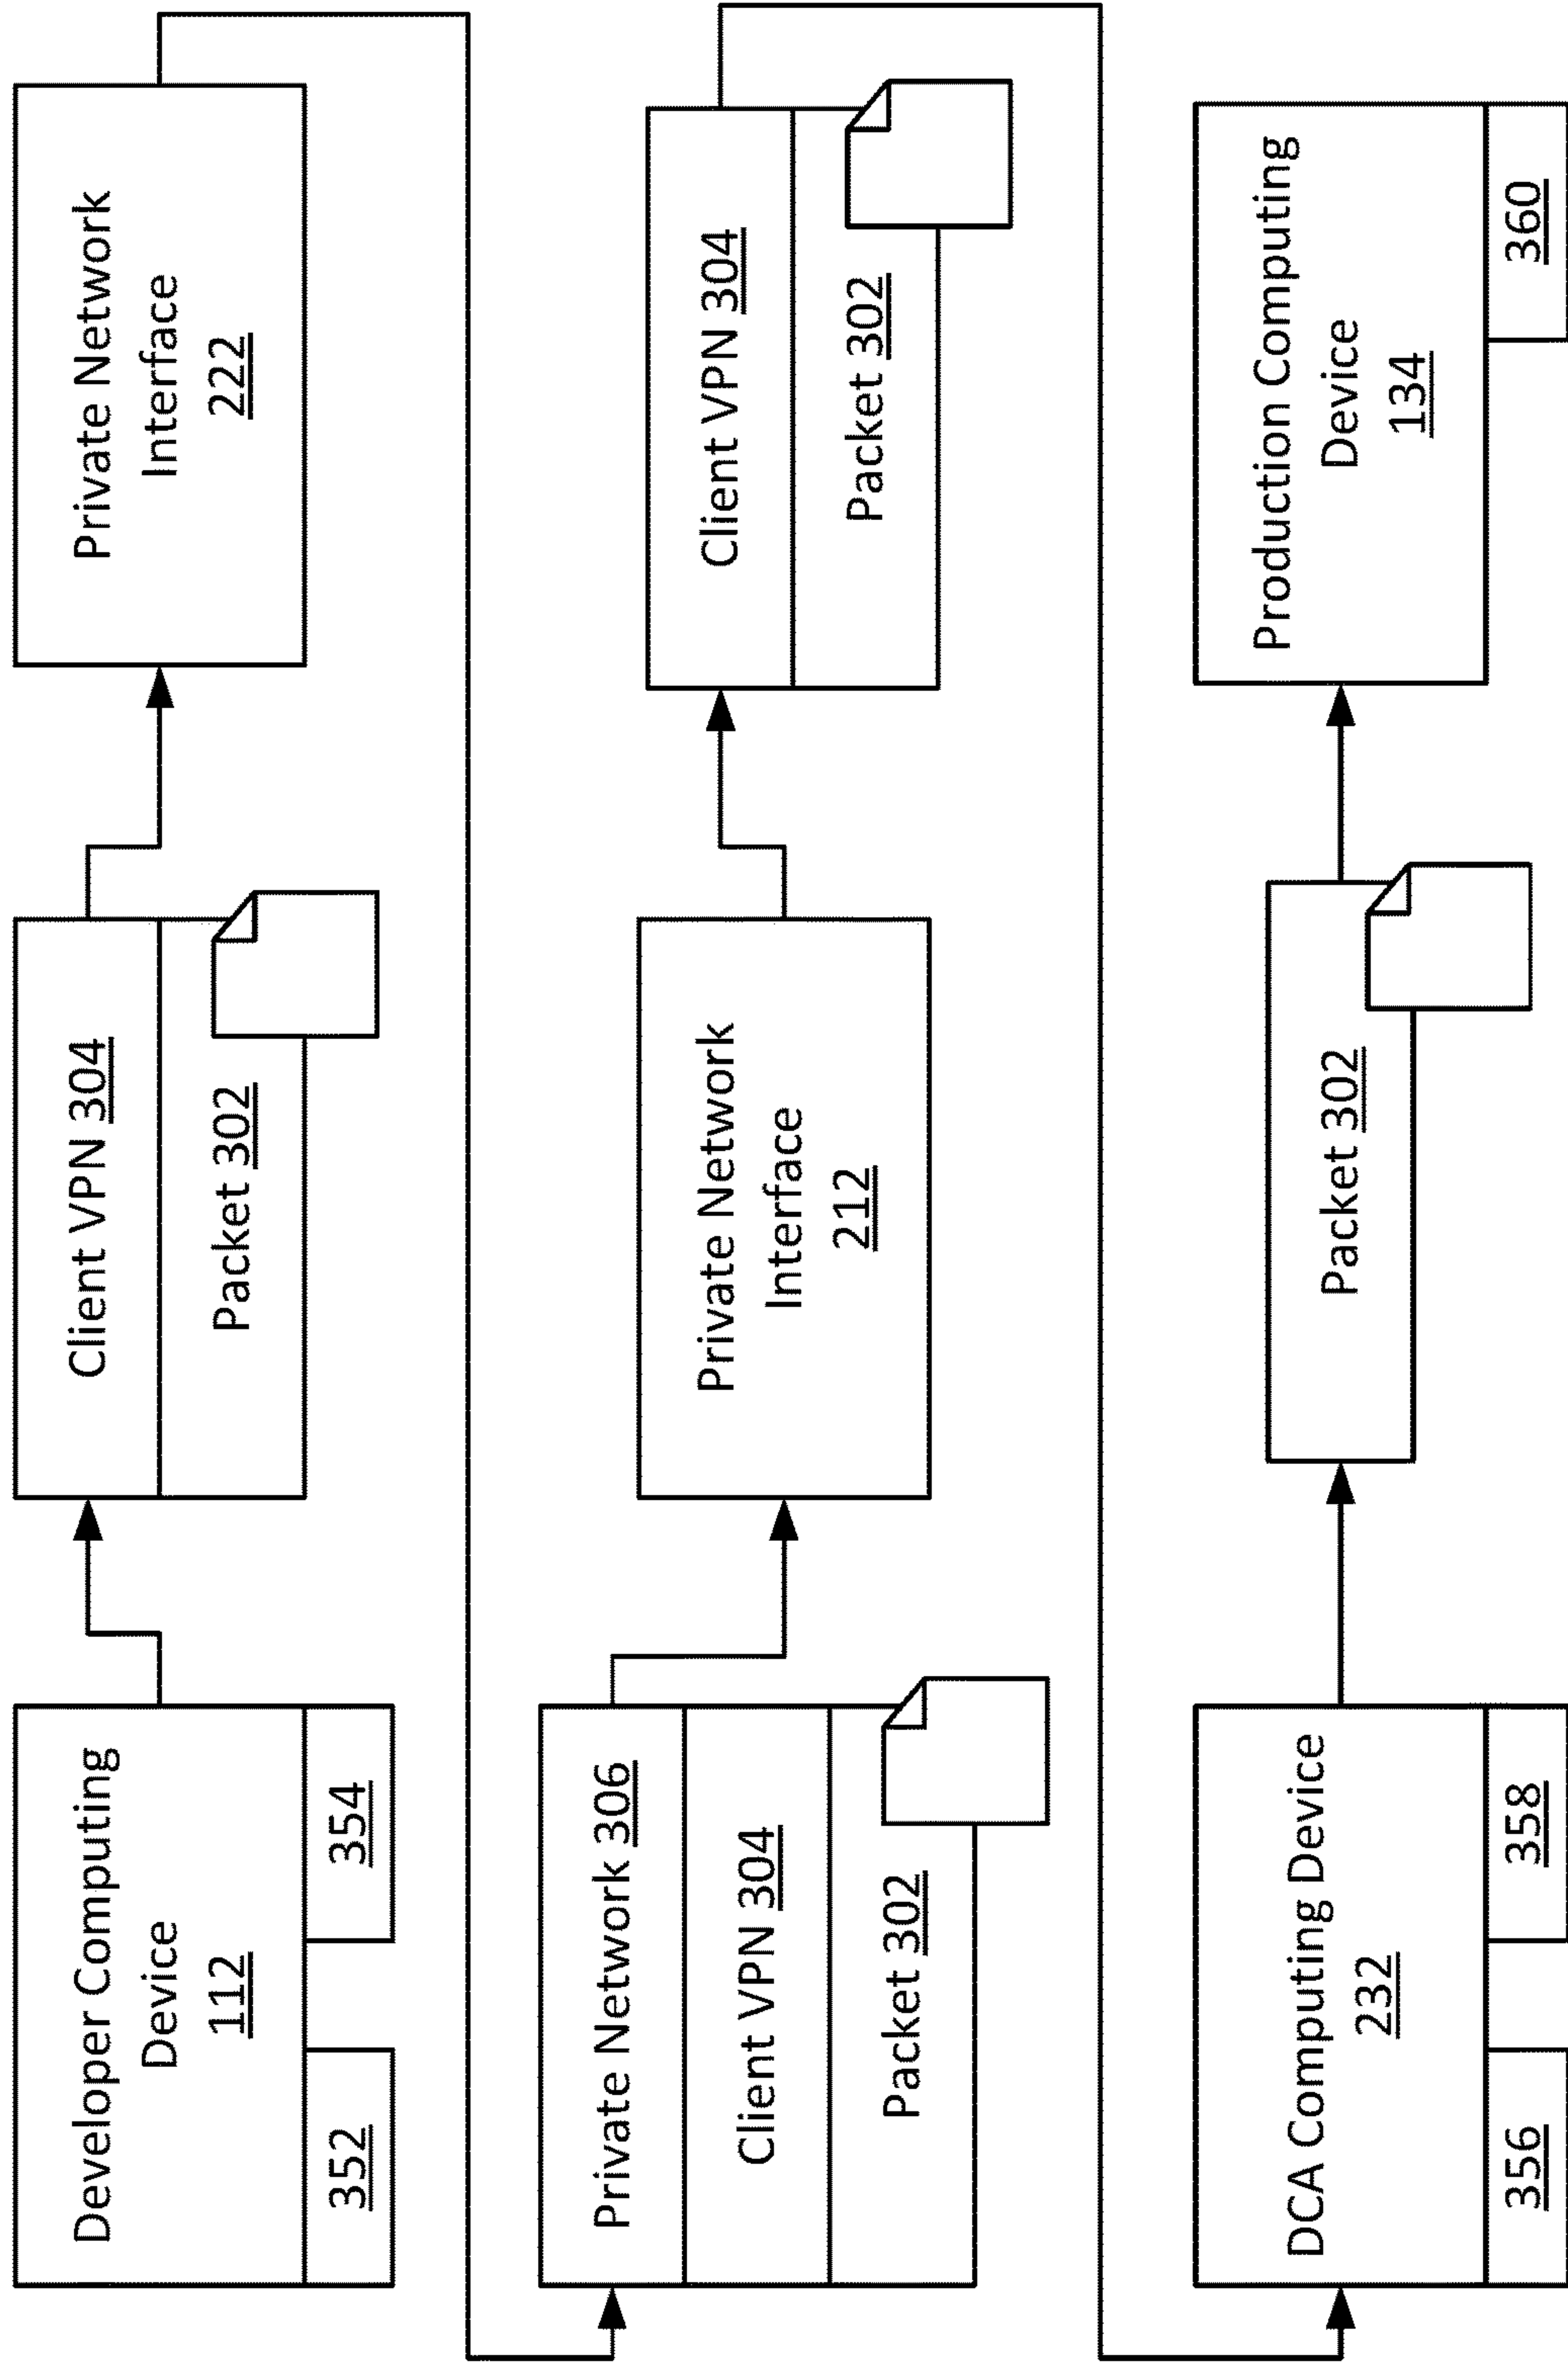 Developer Computing
Device
112
352
354
Client VPN 304
Packet 302
Private Network
Interface
222
Private Network 306
Client VPN 304
Packet 302
Private Network
Interface
212
Client VPN 304
Packet 302
DCA Computing Device
232
356
358
Packet 302
Production Computing
Device
134
360